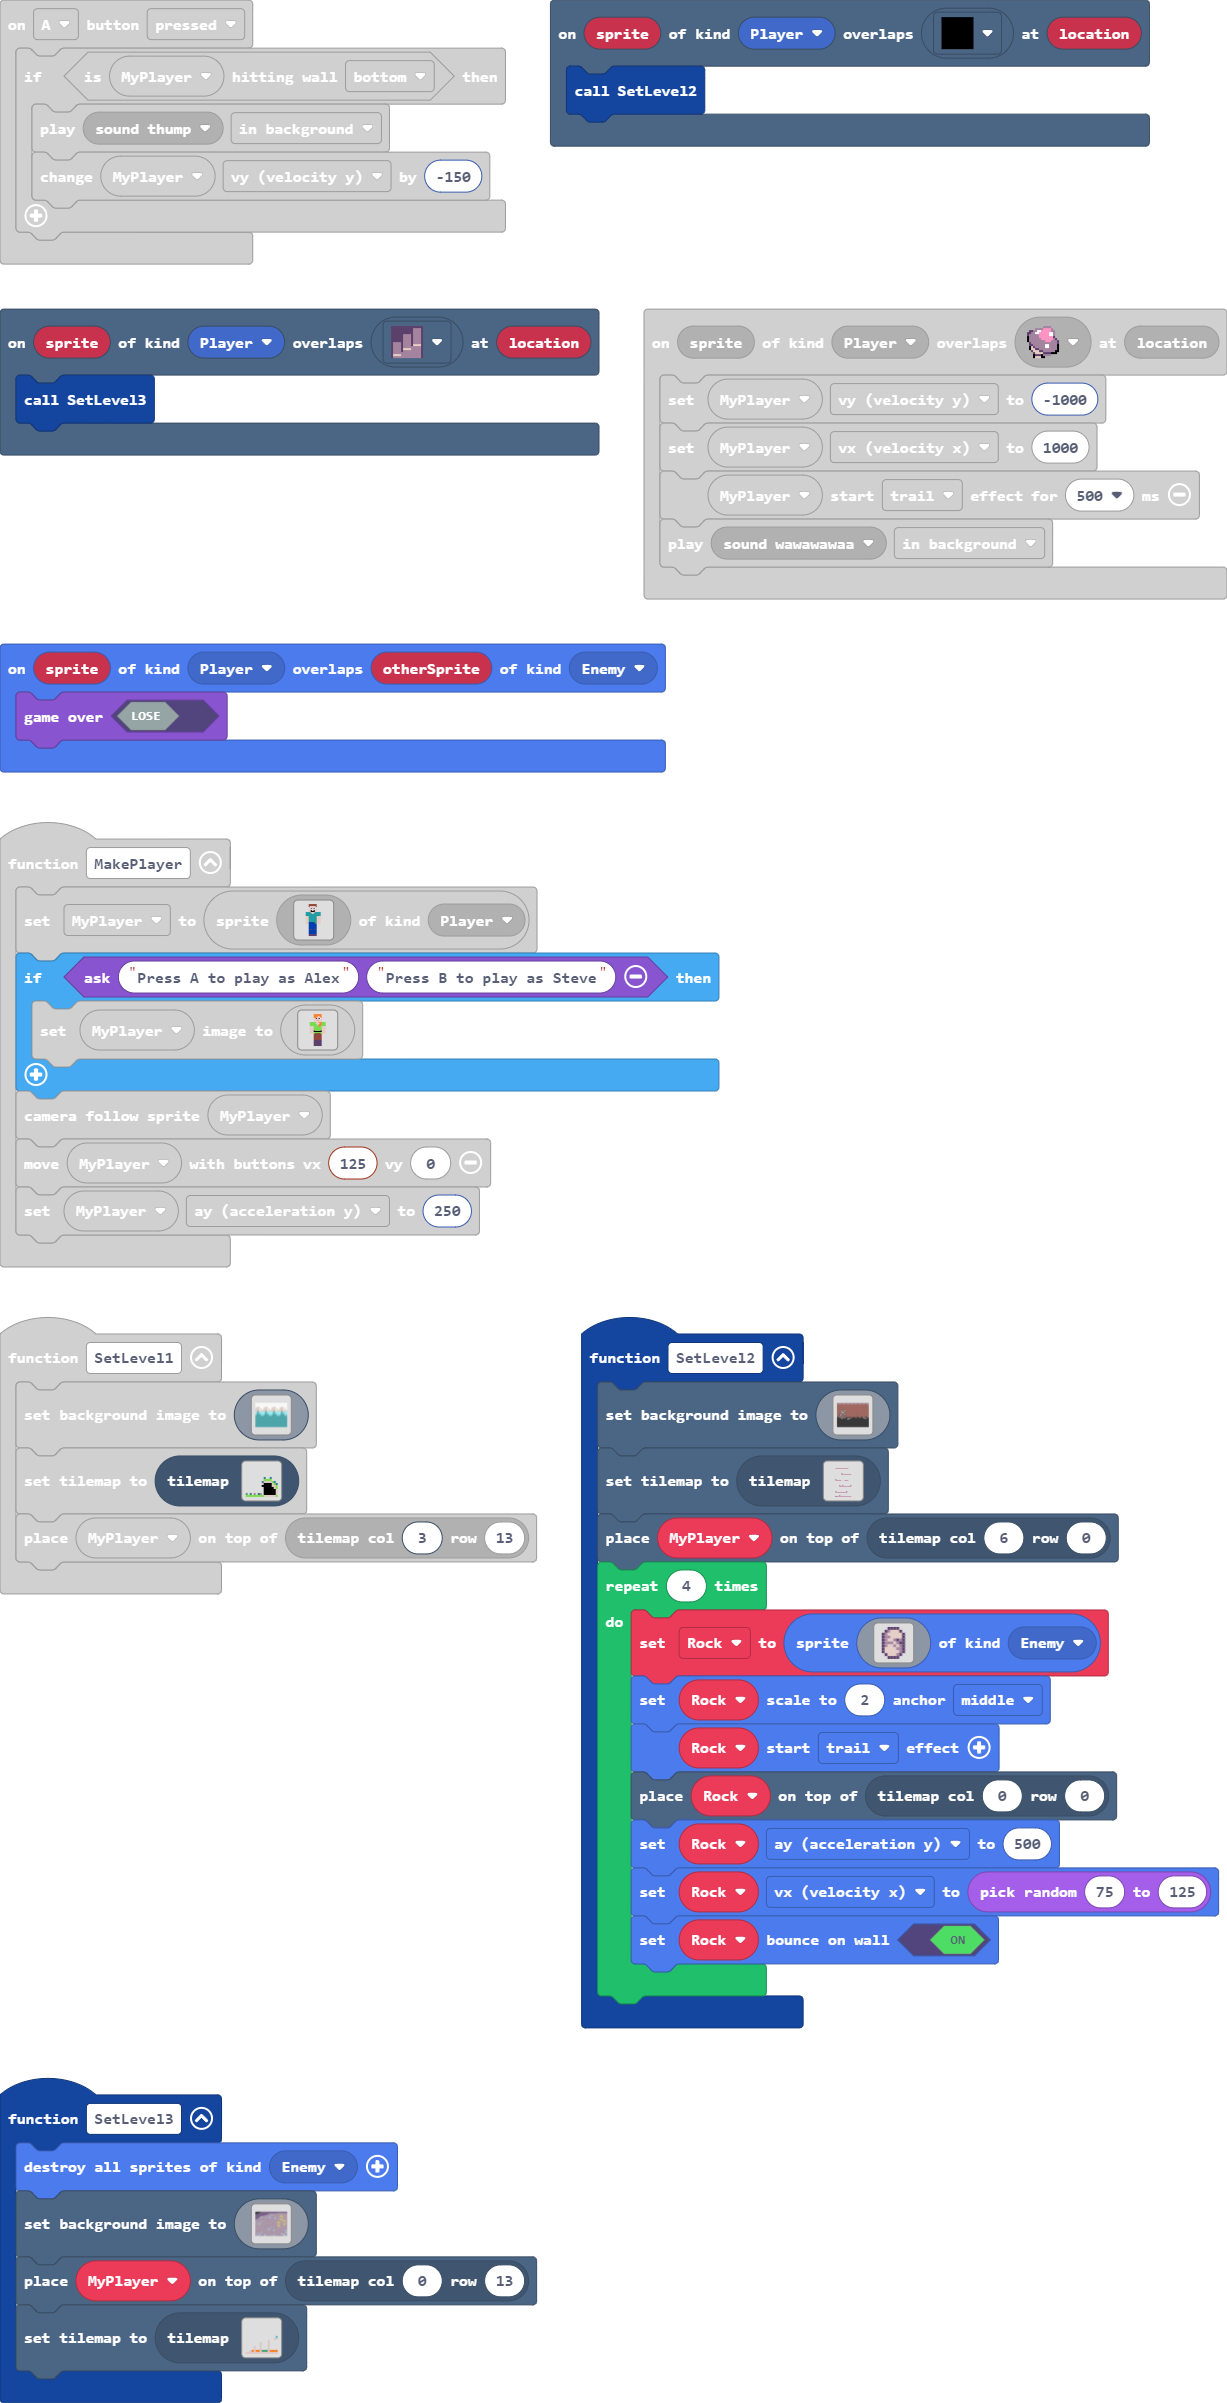 on A button pressed
if is MyPlayer hitting wall bottom then
play sound thump in background
change MyPlayer vy (velocity y) by -150
on sprite of kind Player overlaps at location
call SetLevel2
on sprite of kind Player overlaps at location
call SetLevel3
on sprite of kind Player overlaps at location
set MyPlayer vy (velocity y) to -1000
set MyPlayer vx (velocity x) to 1000
MyPlayer start trail effect for 500 ms
play sound wawawawaa in background
on sprite of kind Player overlaps otherSprite of kind Enemy
game over LOSE
function MakePlayer
set MyPlayer to sprite of kind Player
if ask "Press A to play as Alex" "Press B to play as Steve" then
set MyPlayer image to
camera follow sprite MyPlayer
move MyPlayer with buttons vx 125 vy 0
set MyPlayer ay (acceleration y) to 250
function SetLevel1
set background image to
set tilemap to tilemap
place MyPlayer on top of tilemap col 3 row 13
function SetLevel2
set background image to
set tilemap to tilemap
place MyPlayer on top of tilemap col 6 row 0
repeat 4 times
do
set Rock to sprite of kind Enemy
set Rock scale to 2 anchor middle
Rock start trail effect
place Rock on top of tilemap col 0 row 0
set Rock ay (acceleration y) to 500
set Rock vx (velocity x) to pick random 75 to 125
set Rock bounce on wall ON
function SetLevel3
destroy all sprites of kind Enemy
set background image to
place MyPlayer on top of tilemap col 0 row 13
set tilemap to tilemap